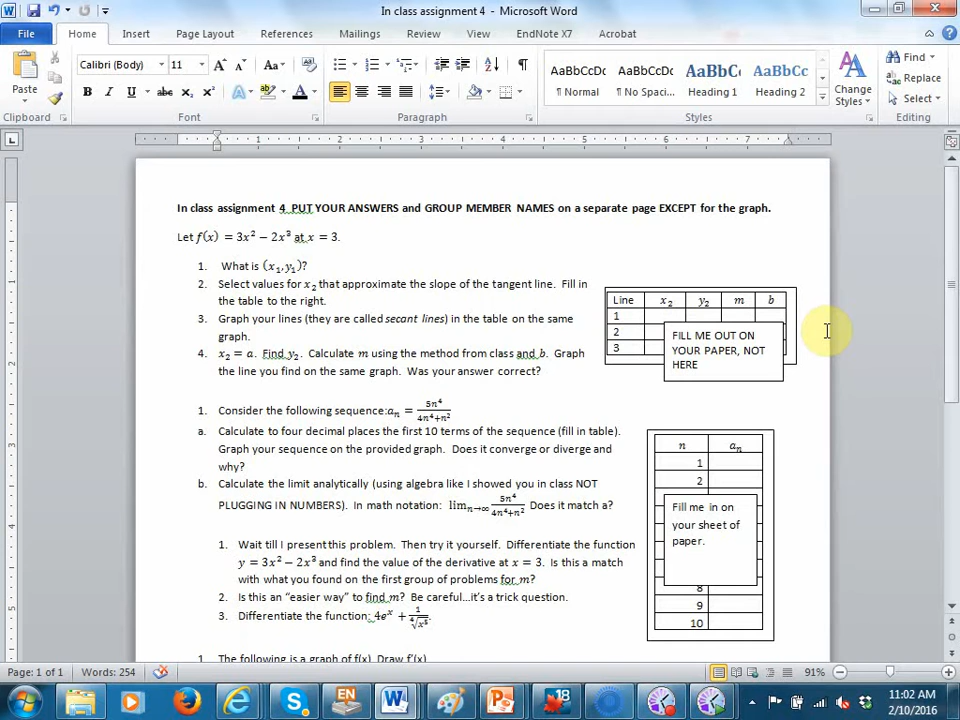 In class assignment 4 - Microsoft Word
File Home Insert Page Layout References Mailings Review View EndNote X7 Acrobat
Calibri (Body) 11 Aa
Paste
B I U abc X₂ X² A A
AaBbCcDc AaBbCcDc AaBbCc AaBbCc
¶ Normal ¶ No Spaci... Heading 1 Heading 2
Change
Styles
Find
Replace
Select
Clipboard Font Paragraph Styles Editing
1 2 3 4 5 6 7
In class assignment 4 PUT YOUR ANSWERS and GROUP MEMBER NAMES on a separate page EXCEPT for the graph.
Let f(x) = 3x² − 2x³ at x = 3.
1. What is (x₁, y₁)?
2. Select values for x₂ that approximate the slope of the tangent line. Fill in
the table to the right.
3. Graph your lines (they are called secant lines) in the table on the same
graph.
4. x₂ = a. Find y₂. Calculate m using the method from class and b. Graph
the line you find on the same graph. Was your answer correct?
Line x₂ y₂ m b
1
2
3
FILL ME OUT ON
YOUR PAPER, NOT
HERE
1. Consider the following sequence: aₙ = 5n⁴/(4n⁴+n²)
a. Calculate to four decimal places the first 10 terms of the sequence (fill in table).
Graph your sequence on the provided graph. Does it converge or diverge and
why?
b. Calculate the limit analytically (using algebra like I showed you in class NOT
PLUGGING IN NUMBERS). In math notation: limₙ→∞ 5n⁴/(4n⁴+n²) Does it match a?
n aₙ
1
2
Fill me in on
your sheet of
paper.
8
9
10
1. Wait till I present this problem. Then try it yourself. Differentiate the function
y = 3x² − 2x³ and find the value of the derivative at x = 3. Is this a match
with what you found on the first group of problems for m?
2. Is this an "easier way" to find m? Be careful...it's a trick question.
3. Differentiate the function: 4eˣ +
1. The following is a graph of f(x). Draw f'(x)
Page: 1 of 1 Words: 254 91%
EN
18
11:02 AM
2/10/2016